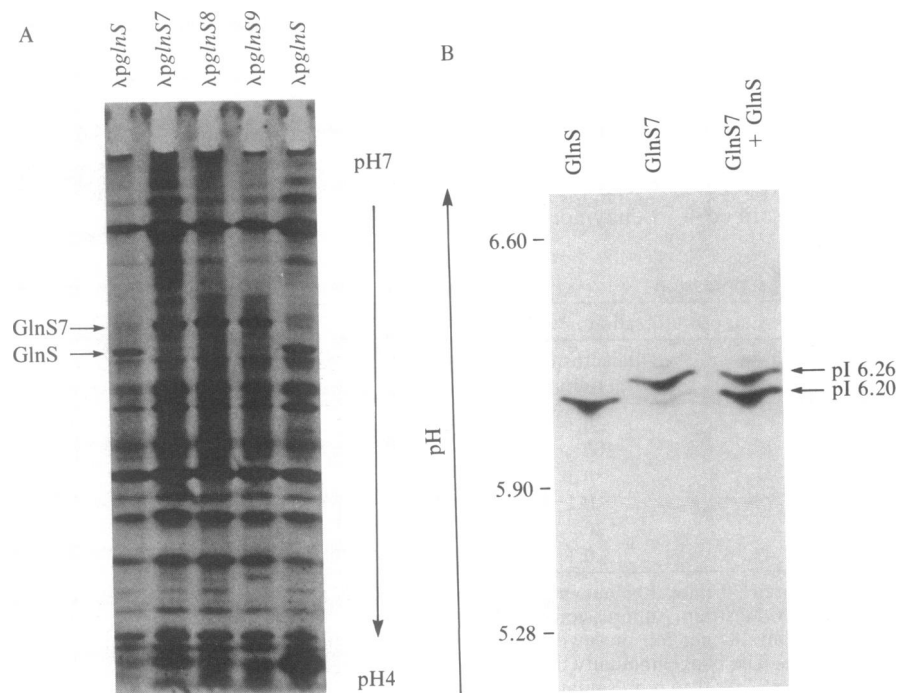 A
λpglnS
λpglnS7
λpglnS8
λpglnS9
λpglnS
pH7
GlnS7
GlnS
pH4
B
GlnS
GlnS7
GlnS7
+ GlnS
pH
6.60
5.90
5.28
pI 6.26
pI 6.20